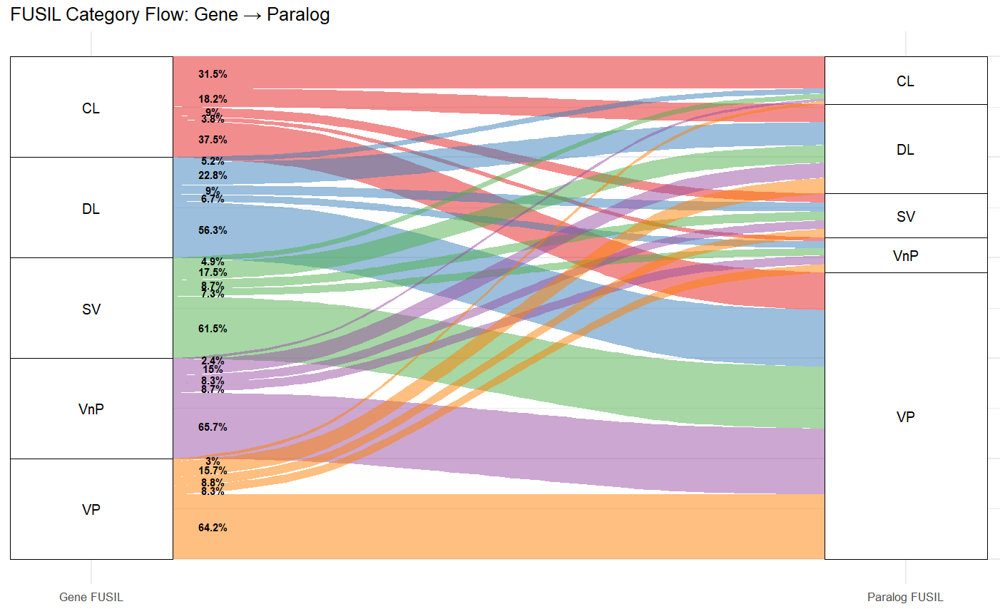 FUSIL Category Flow: Gene → Paralog
CL
DL
SV
VnP
VP
31.5%
18.2%
9%
3.8%
37.5%
5.2%
22.8%
9%
6.7%
56.3%
4.9%
17.5%
8.7%
7.3%
61.5%
2.4%
15%
8.3%
8.7%
65.7%
3%
15.7%
8.8%
8.3%
64.2%
CL
DL
SV
VnP
VP
Gene FUSIL
Paralog FUSIL